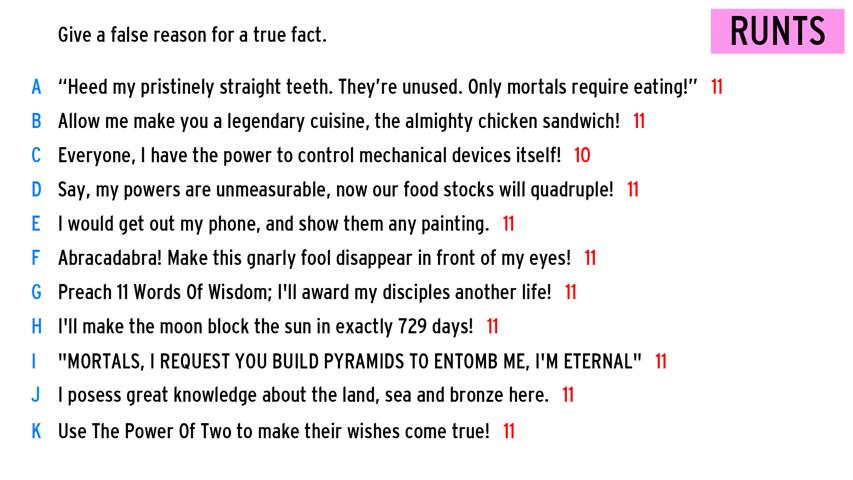 Give a false reason for a true fact.
RUNTS
A “Heed my pristinely straight teeth. They’re unused. Only mortals require eating!” 11
B Allow me make you a legendary cuisine, the almighty chicken sandwich! 11
C Everyone, I have the power to control mechanical devices itself! 10
D Say, my powers are unmeasurable, now our food stocks will quadruple! 11
E I would get out my phone, and show them any painting. 11
F Abracadabra! Make this gnarly fool disappear in front of my eyes! 11
G Preach 11 Words Of Wisdom; I'll award my disciples another life! 11
H I'll make the moon block the sun in exactly 729 days! 11
I "MORTALS, I REQUEST YOU BUILD PYRAMIDS TO ENTOMB ME, I'M ETERNAL" 11
J I posess great knowledge about the land, sea and bronze here. 11
K Use The Power Of Two to make their wishes come true! 11